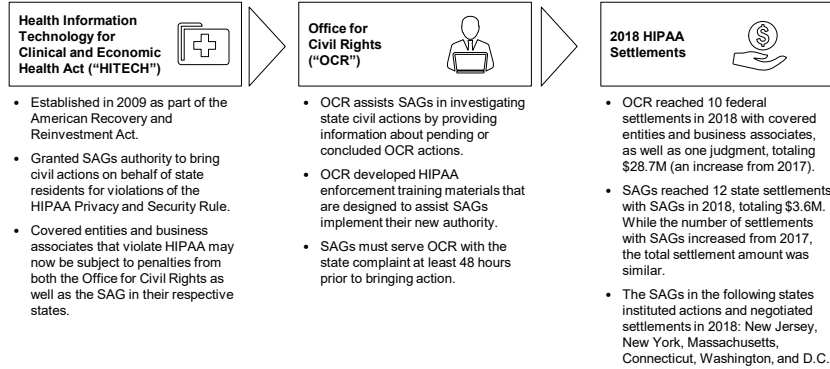 Health Information
Technology for
Clinical and Economic
Health Act (“HITECH”)
• Established in 2009 as part of the
American Recovery and
Reinvestment Act.
• Granted SAGs authority to bring
civil actions on behalf of state
residents for violations of the
HIPAA Privacy and Security Rule.
• Covered entities and business
associates that violate HIPAA may
now be subject to penalties from
both the Office for Civil Rights as
well as the SAG in their respective
states.
Office for
Civil Rights
(“OCR”)
• OCR assists SAGs in investigating
state civil actions by providing
information about pending or
concluded OCR actions.
• OCR developed HIPAA
enforcement training materials that
are designed to assist SAGs
implement their new authority.
• SAGs must serve OCR with the
state complaint at least 48 hours
prior to bringing action.
2018 HIPAA
Settlements
$
• OCR reached 10 federal
settlements in 2018 with covered
entities and business associates,
as well as one judgment, totaling
$28.7M (an increase from 2017).
• SAGs reached 12 state settlements
with SAGs in 2018, totaling $3.6M.
While the number of settlements
with SAGs increased from 2017,
the total settlement amount was
similar.
• The SAGs in the following states
instituted actions and negotiated
settlements in 2018: New Jersey,
New York, Massachusetts,
Connecticut, Washington, and D.C.